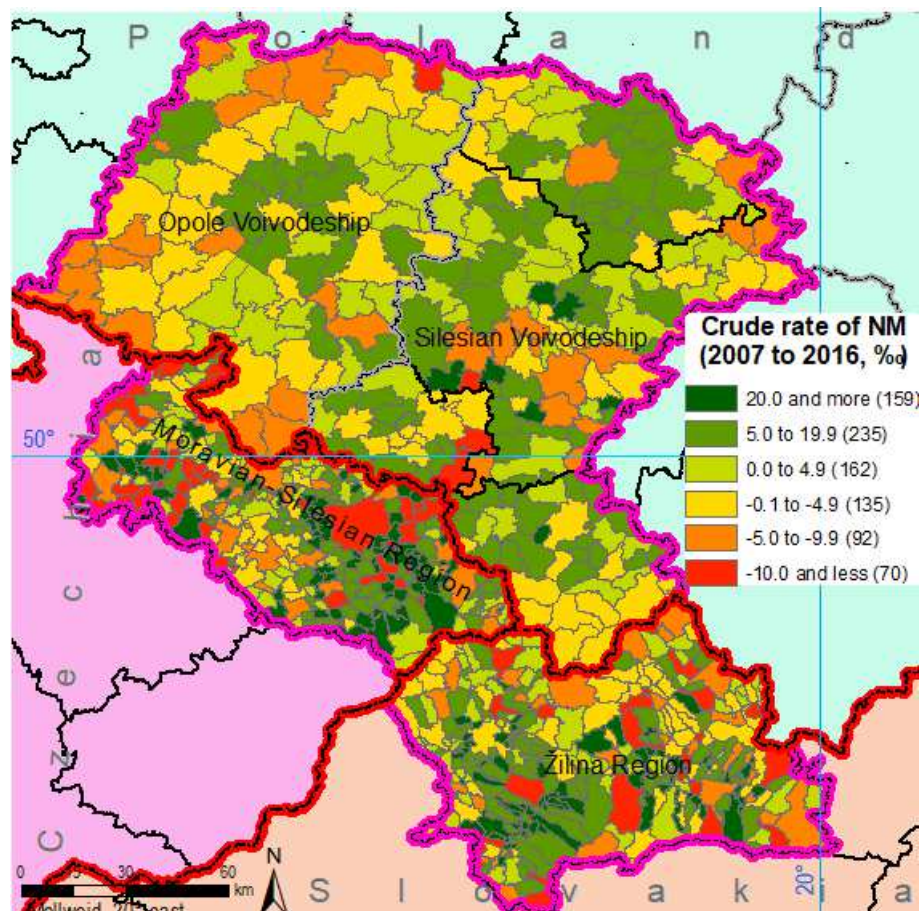 P o l a n d
Opole Voivodeship
Silesian Voivodeship
Crude rate of NM
(2007 to 2016, ‰)
20.0 and more (159)
5.0 to 19.9 (235)
0.0 to 4.9 (162)
-0.1 to -4.9 (135)
-5.0 to -9.9 (92)
-10.0 and less (70)
50°
Moravian-Silesian Region
Žilina Region
C z e c h i a
N
0 30 60
km
20°
S l o v a k i a